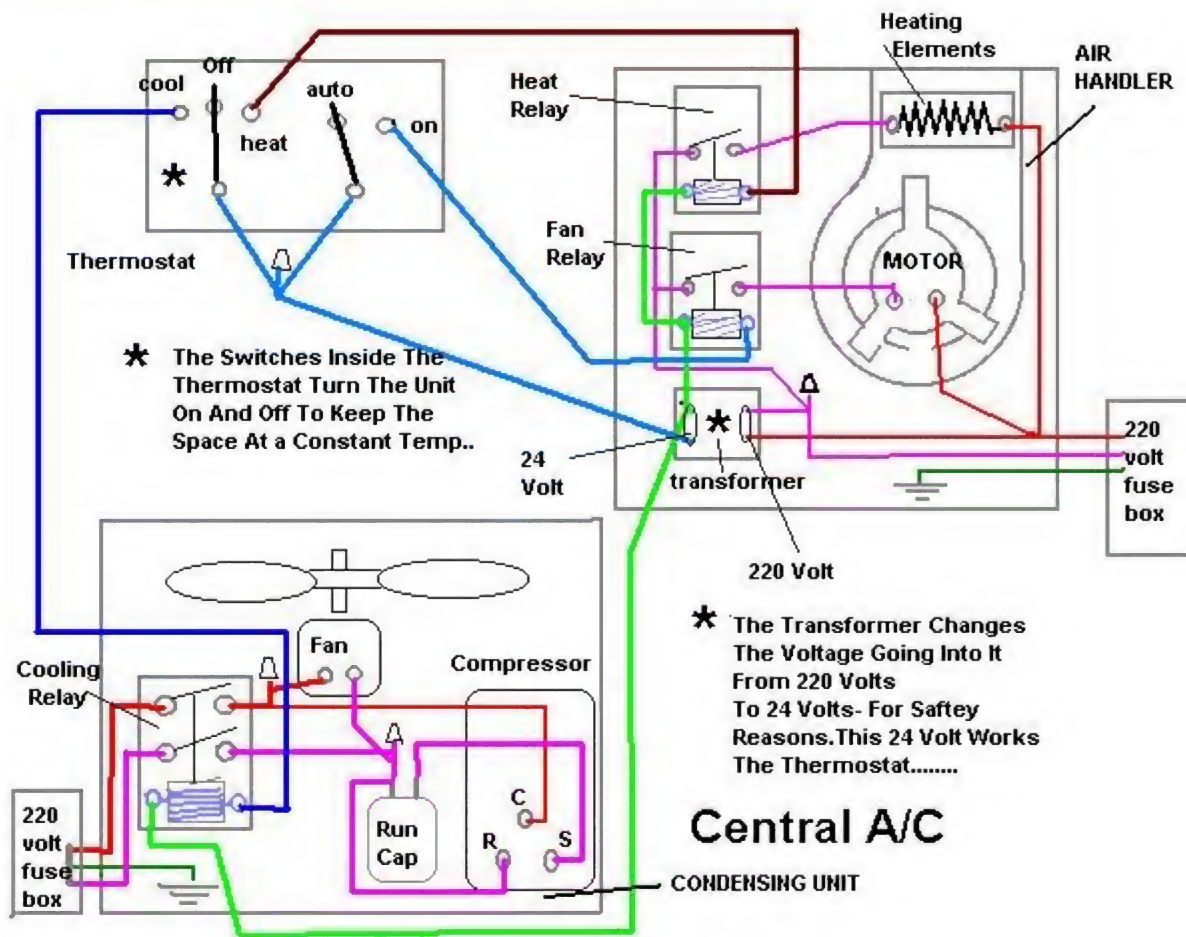 Heating
Elements
AIR
HANDLER
Off
cool
auto
on
heat
Heat
Relay
Thermostat
Fan
Relay
MOTOR
* The Switches Inside The
Thermostat Turn The Unit
On And Off To Keep The
Space At a Constant Temp..
24
Volt
*
transformer
220
volt
fuse
box
220 Volt
* The Transformer Changes
The Voltage Going Into It
From 220 Volts
To 24 Volts- For Saftey
Reasons.This 24 Volt Works
The Thermostat........
Cooling
Relay
Fan
Compressor
C
R
S
Run
Cap
220
volt
fuse
box
Central A/C
CONDENSING UNIT